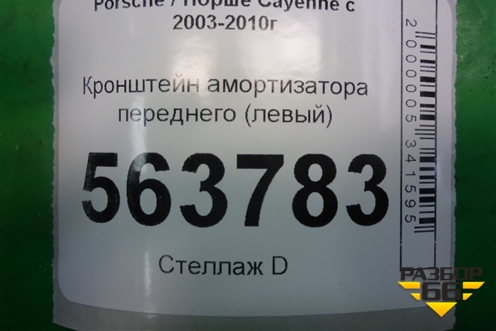 Porsche / Порше Cayenne с
2003-2010г
Кронштейн амортизатора
переднего (левый)
563783
Стеллаж D
2000005341595
РАЗБОР
66